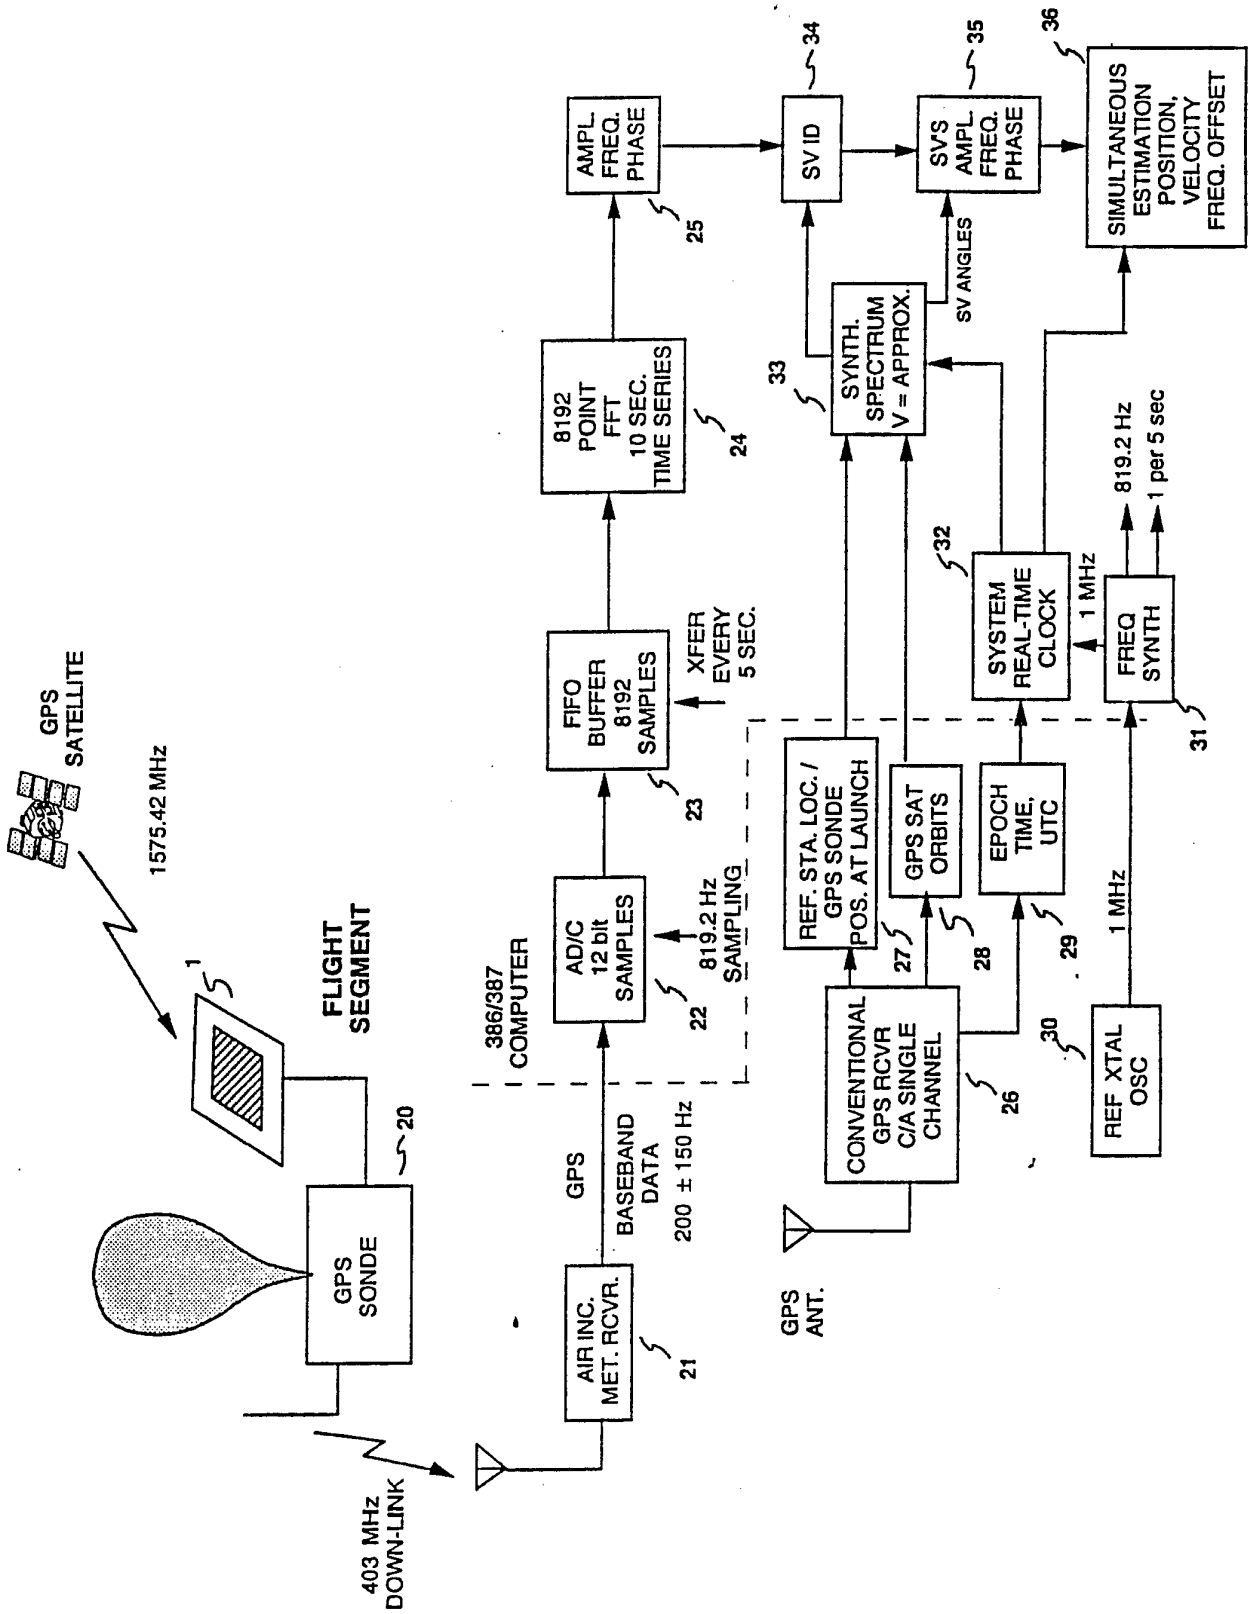 GPS
SATELLITE
1575.42 MHz
1
FLIGHT
SEGMENT
GPS
SONDE
20
403 MHz
DOWN-LINK
AIR INC.
MET. RCVR.
21
GPS
BASEBAND
DATA
200 ± 150 Hz
386/387
COMPUTER
AD/C
12 bit
SAMPLES
22
819.2 Hz
SAMPLING
FIFO
BUFFER
8192
SAMPLES
23
XFER
EVERY
5 SEC.
8192
POINT
FFT
10 SEC.
TIME SERIES
24
AMPL.
FREQ.
PHASE
25
GPS
ANT.
CONVENTIONAL
GPS RCVR
C/A SINGLE
CHANNEL
26
REF. STA. LOC. /
GPS SONDE
POS. AT LAUNCH
27
GPS SAT
ORBITS
28
EPOCH
TIME,
UTC
29
REF XTAL
OSC
30
1 MHz
FREQ
SYNTH
31
1 MHz
819.2 Hz
1 per 5 sec
SYSTEM
REAL-TIME
CLOCK
32
SYNTH.
SPECTRUM
V = APPROX.
33
SV ANGLES
SV ID
34
SV'S
AMPL.
FREQ.
PHASE
35
SIMULTANEOUS
ESTIMATION
POSITION,
VELOCITY
FREQ. OFFSET
36